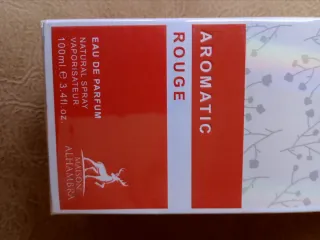 AROMATIC
ROUGE
EAU DE PARFUM
NATURAL SPRAY
VAPORISATEUR
100ml ℮ 3.4fl.oz.
MAISON
ALHAMBRA